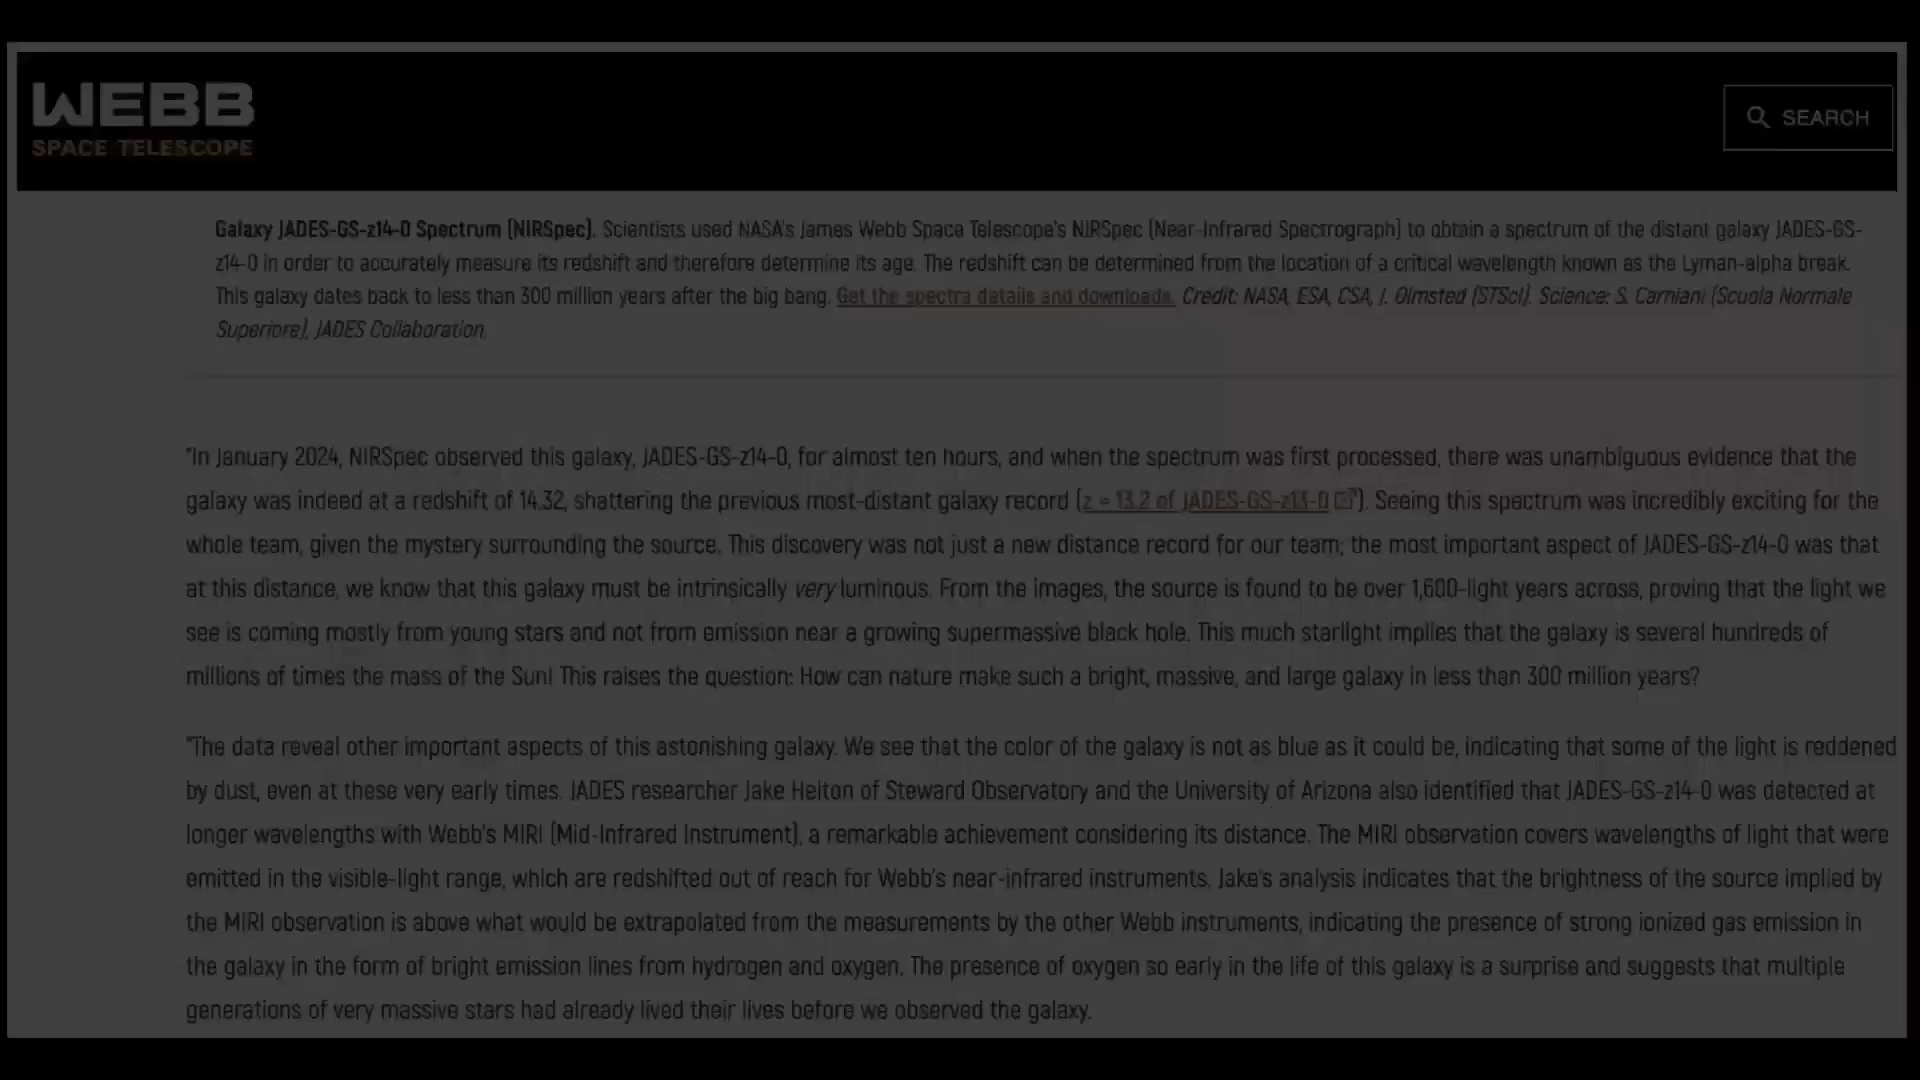 WEBB
SPACE TELESCOPE
SEARCH
Galaxy JADES-GS-z14-0 Spectrum (NIRSpec). Scientists used NASA's James Webb Space Telescope's NIRSpec (Near-Infrared Spectrograph) to obtain a spectrum of the distant galaxy JADES-GS-
z14-0 in order to accurately measure its redshift and therefore determine its age. The redshift can be determined from the location of a critical wavelength known as the Lyman-alpha break.
This galaxy dates back to less than 300 million years after the big bang. Get the spectra details and downloads. Credit: NASA, ESA, CSA, J. Olmsted (STScI). Science: S. Carniani (Scuola Normale
Superiore), JADES Collaboration.
"In January 2024, NIRSpec observed this galaxy, JADES-GS-z14-0, for almost ten hours, and when the spectrum was first processed, there was unambiguous evidence that the
galaxy was indeed at a redshift of 14.32, shattering the previous most-distant galaxy record (z = 13.2 of JADES-GS-z13-0). Seeing this spectrum was incredibly exciting for the
whole team, given the mystery surrounding the source. This discovery was not just a new distance record for our team; the most important aspect of JADES-GS-z14-0 was that
at this distance, we know that this galaxy must be intrinsically very luminous. From the images, the source is found to be over 1,600-light years across, proving that the light we
see is coming mostly from young stars and not from emission near a growing supermassive black hole. This much starlight implies that the galaxy is several hundreds of
millions of times the mass of the Sun! This raises the question: How can nature make such a bright, massive, and large galaxy in less than 300 million years?
"The data reveal other important aspects of this astonishing galaxy. We see that the color of the galaxy is not as blue as it could be, indicating that some of the light is reddened
by dust, even at these very early times. JADES researcher Jake Helton of Steward Observatory and the University of Arizona also identified that JADES-GS-z14-0 was detected at
longer wavelengths with Webb's MIRI (Mid-Infrared Instrument), a remarkable achievement considering its distance. The MIRI observation covers wavelengths of light that were
emitted in the visible-light range, which are redshifted out of reach for Webb's near-infrared instruments. Jake's analysis indicates that the brightness of the source implied by
the MIRI observation is above what would be extrapolated from the measurements by the other Webb instruments, indicating the presence of strong ionized gas emission in
the galaxy in the form of bright emission lines from hydrogen and oxygen. The presence of oxygen so early in the life of this galaxy is a surprise and suggests that multiple
generations of very massive stars had already lived their lives before we observed the galaxy.